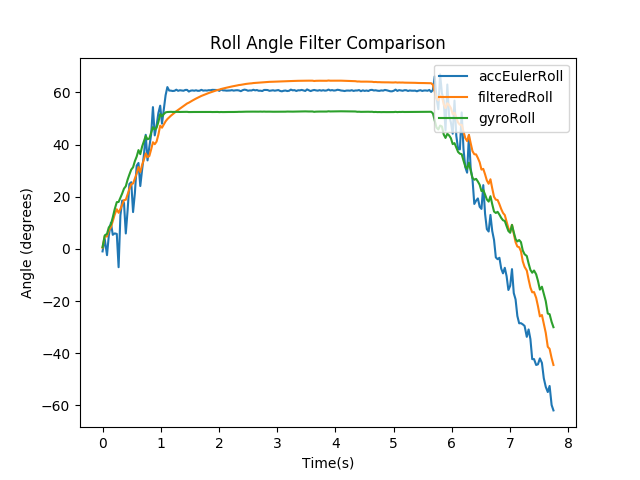 Roll Angle Filter Comparison
accEulerRoll
filteredRoll
gyroRoll
Angle (degrees)
60
40
20
0
−20
−40
−60
0 1 2 3 4 5 6 7 8
Time(s)